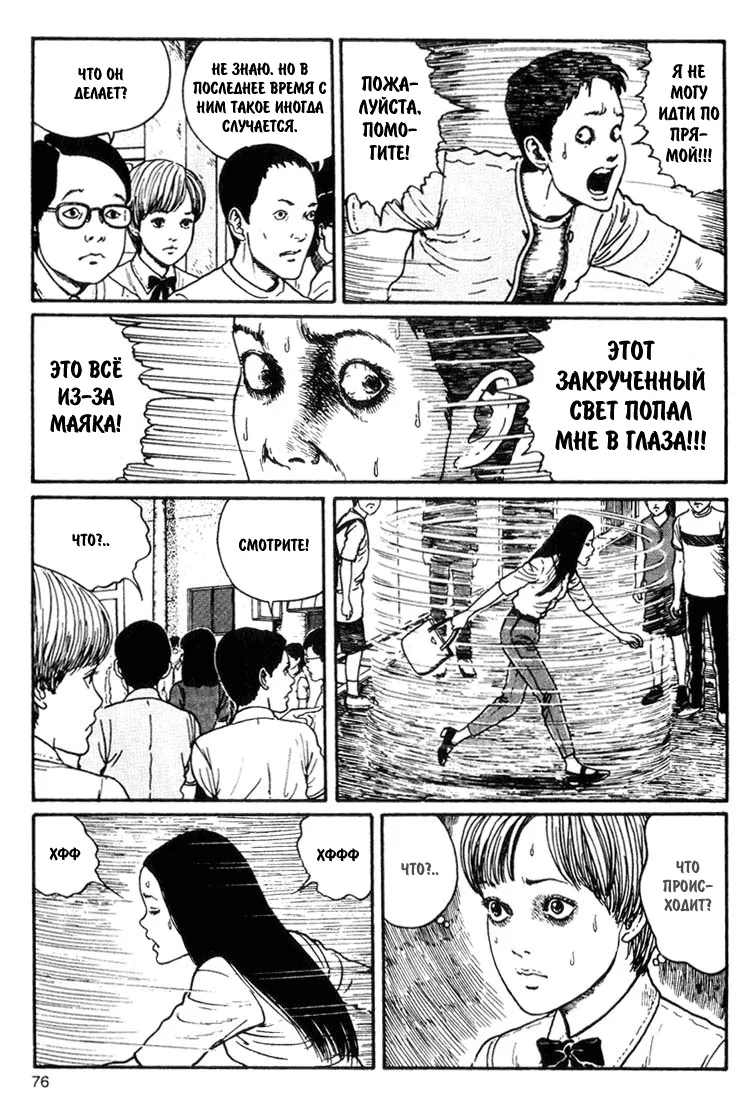 ЧТО ОН
ДЕЛАЕТ?
НЕ ЗНАЮ. НО В
ПОСЛЕДНЕЕ ВРЕМЯ С
НИМ ТАКОЕ ИНОГДА
СЛУЧАЕТСЯ.
ПОЖА-
ЛУЙСТА,
ПОМО-
ГИТЕ!
Я НЕ
МОГУ
ИДТИ ПО
ПРЯ-
МОЙ!!!
ЭТО ВСЁ
ИЗ-ЗА
МАЯКА!
ЭТОТ
ЗАКРУЧЕННЫЙ
СВЕТ ПОПАЛ
МНЕ В ГЛАЗА!!!
ЧТО?..
СМОТРИТЕ!
ХФФ
ХФФФ
ЧТО?..
ЧТО
ПРОИС-
ХОДИТ?
76